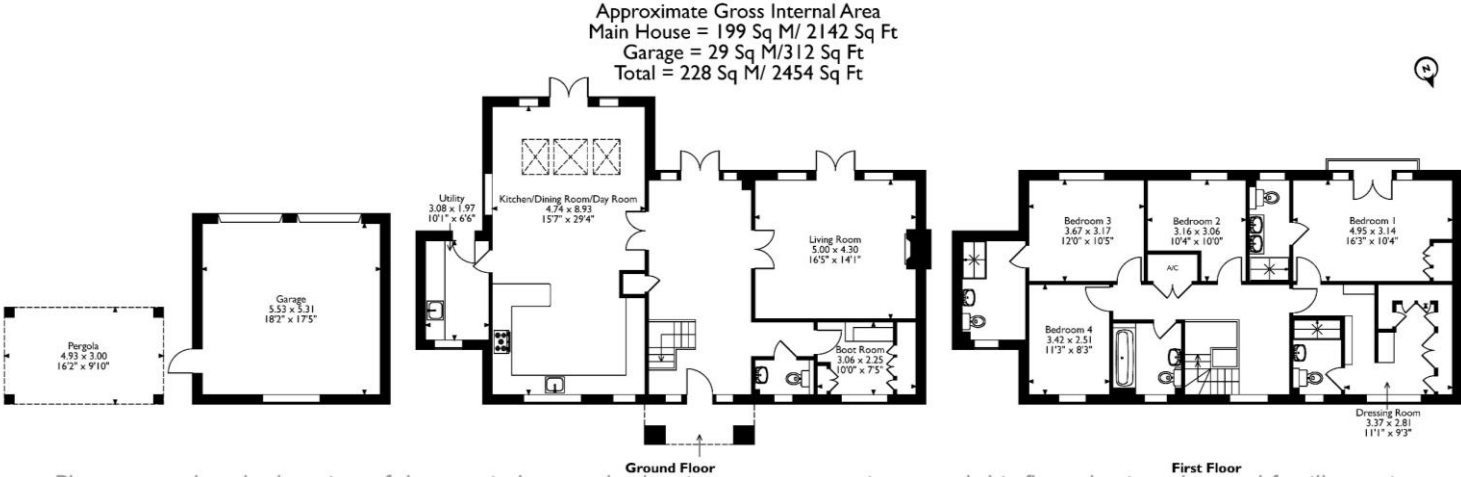 Approximate Gross Internal Area
Main House = 199 Sq M/ 2142 Sq Ft
Garage = 29 Sq M/312 Sq Ft
Total = 228 Sq M/ 2454 Sq Ft
N
Pergola
4.93 x 3.00
16'2" x 9'10"
Garage
5.53 x 5.31
18'2" x 17'5"
Utility
3.08 x 1.97
10'1" x 6'6"
Kitchen/Dining Room/Day Room
4.74 x 8.93
15'7" x 29'4"
Living Room
5.00 x 4.30
16'5" x 14'1"
Boot Room
3.06 x 2.25
10'0" x 7'5"
Ground Floor
Bedroom 3
3.67 x 3.17
12'0" x 10'5"
Bedroom 2
3.16 x 3.06
10'4" x 10'0"
Bedroom 1
4.95 x 3.14
16'3" x 10'4"
A/C
Bedroom 4
3.42 x 2.51
11'3" x 8'3"
Dressing Room
3.37 x 2.81
11'1" x 9'3"
First Floor